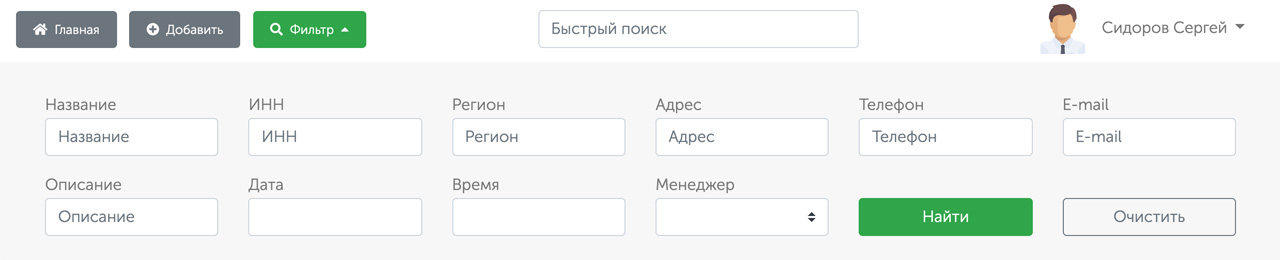 Главная Добавить Фильтр Быстрый поиск Сидоров Сергей
Название ИНН Регион Адрес Телефон E-mail
Название ИНН Регион Адрес Телефон E-mail
Описание Дата Время Менеджер
Описание Найти Очистить